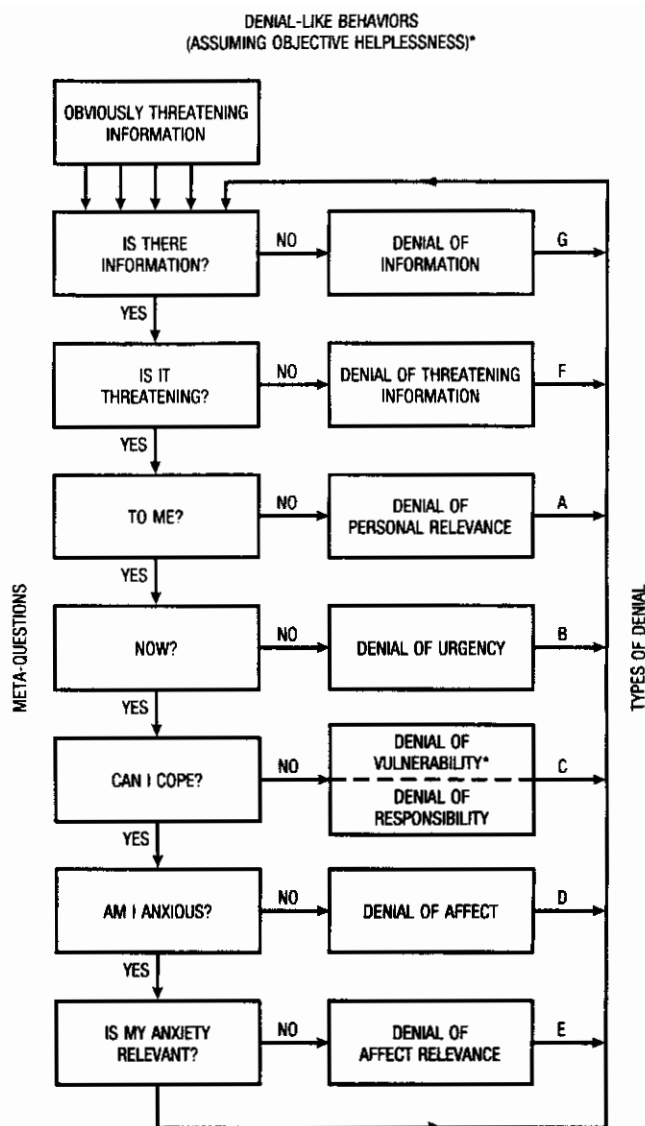 DENIAL-LIKE BEHAVIORS
(ASSUMING OBJECTIVE HELPLESSNESS)*
OBVIOUSLY THREATENING
INFORMATION
IS THERE
INFORMATION?
NO
DENIAL OF
INFORMATION
G
YES
IS IT
THREATENING?
NO
DENIAL OF THREATENING
INFORMATION
F
YES
TO ME?
NO
DENIAL OF
PERSONAL RELEVANCE
A
YES
NOW?
NO
DENIAL OF URGENCY
B
YES
CAN I COPE?
NO
DENIAL OF
VULNERABILITY*
DENIAL OF
RESPONSIBILITY
C
YES
AM I ANXIOUS?
NO
DENIAL OF AFFECT
D
YES
IS MY ANXIETY
RELEVANT?
NO
DENIAL OF
AFFECT RELEVANCE
E
META-QUESTIONS
TYPES OF DENIAL